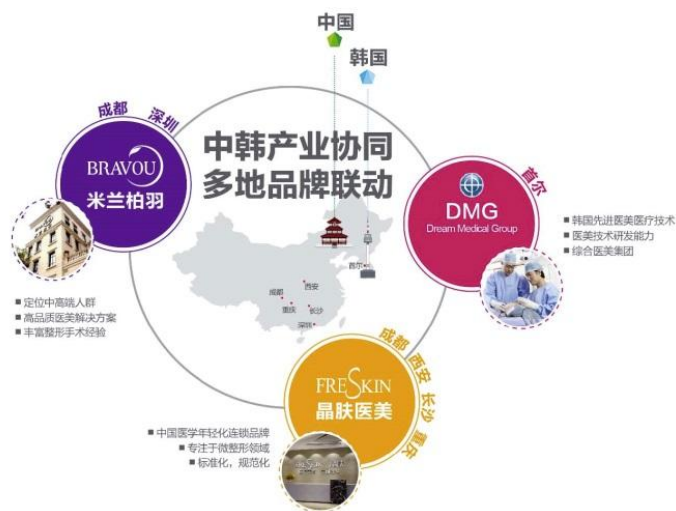 中国
韩国
中韩产业协同
多地品牌联动
成都 深圳
BRAVOU
米兰柏羽
■ 定位中高端人群
■ 高品质医美解决方案
■ 丰富整形手术经验
首尔
DMG
Dream Medical Group
■ 韩国先进医美医疗技术
■ 医美技术研发能力
■ 综合医美集团
首尔
西安
成都
重庆
长沙
深圳
成都 西安 长沙 重庆
FRESKIN
晶肤医美
■ 中国医学年轻化连锁品牌
■ 专注于微整形领域
■ 标准化，规范化